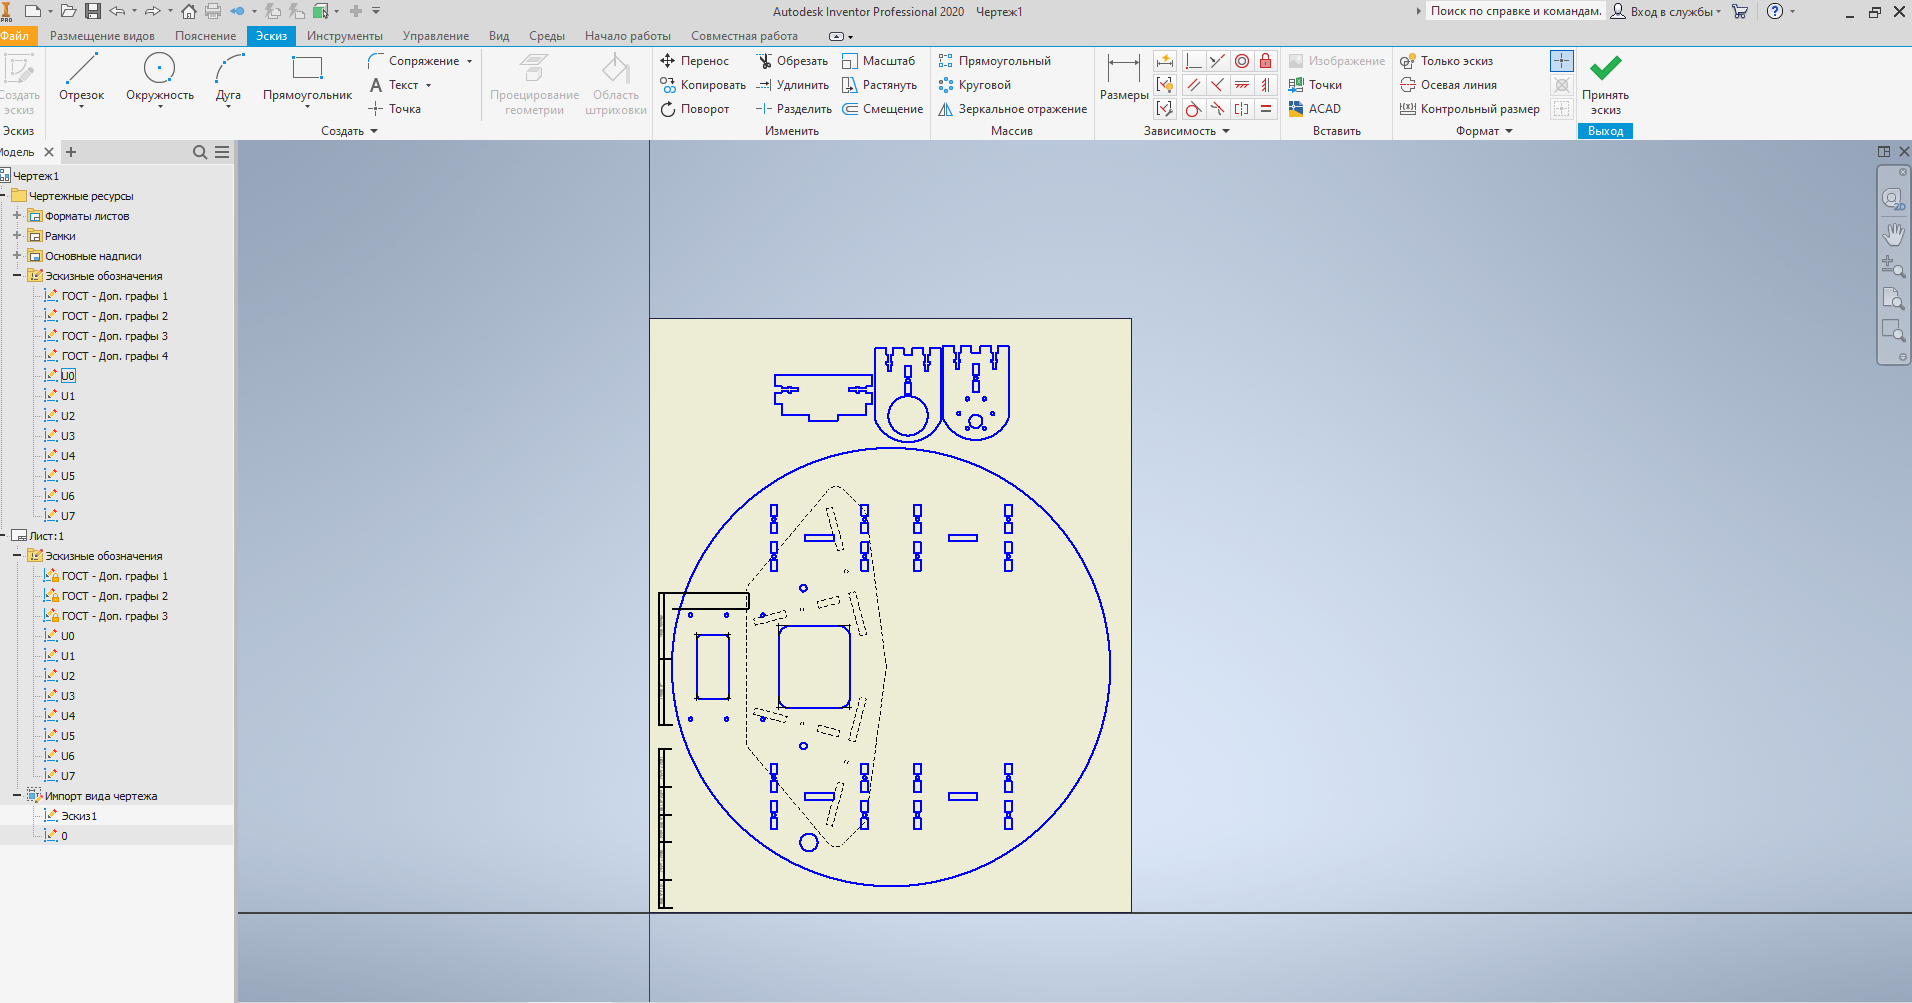 PRO
Autodesk Inventor Professional 2020 Чертеж1
Поиск по справке и командам.
Вход в службы
Файл
Размещение видов
Пояснение
Эскиз
Инструменты
Управление
Вид
Среды
Начало работы
Совместная работа
Создать
эскиз
Эскиз
Отрезок
Окружность
Дуга
Прямоугольник
Сопряжение
Текст
Точка
Создать
Проецирование
геометрии
Область
штриховки
Перенос
Копировать
Поворот
Обрезать
Удлинить
Разделить
Масштаб
Растянуть
Смещение
Изменить
Прямоугольный
Круговой
Зеркальное отражение
Массив
Размеры
Зависимость
Изображение
Точки
ACAD
Вставить
Только эскиз
Осевая линия
Контрольный размер
Формат
Принять
эскиз
Выход
Модель
Чертеж1
Чертежные ресурсы
Форматы листов
Рамки
Основные надписи
Эскизные обозначения
ГОСТ - Доп. графы 1
ГОСТ - Доп. графы 2
ГОСТ - Доп. графы 3
ГОСТ - Доп. графы 4
U0
U1
U2
U3
U4
U5
U6
U7
Лист:1
Эскизные обозначения
ГОСТ - Доп. графы 1
ГОСТ - Доп. графы 2
ГОСТ - Доп. графы 3
U0
U1
U2
U3
U4
U5
U6
U7
Импорт вида чертежа
Эскиз1
0
2D